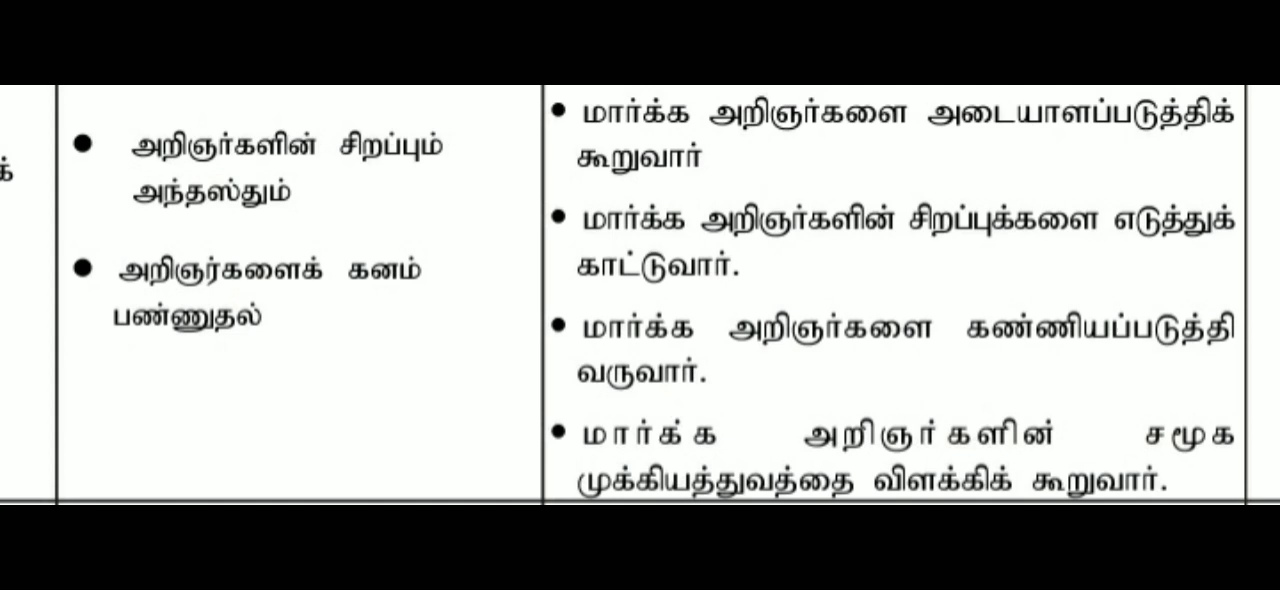 க்
● அறிஞர்களின் சிறப்பும்
அந்தஸ்தும்
● அறிஞர்களைக் கனம்
பண்ணுதல்
• மார்க்க அறிஞர்களை அடையாளப்படுத்திக்
கூறுவார்
• மார்க்க அறிஞர்களின் சிறப்புக்களை எடுத்துக்
காட்டுவார்.
• மார்க்க அறிஞர்களை கண்ணியப்படுத்தி
வருவார்.
• மார்க்க அறிஞர்களின் சமூக
முக்கியத்துவத்தை விளக்கிக் கூறுவார்.